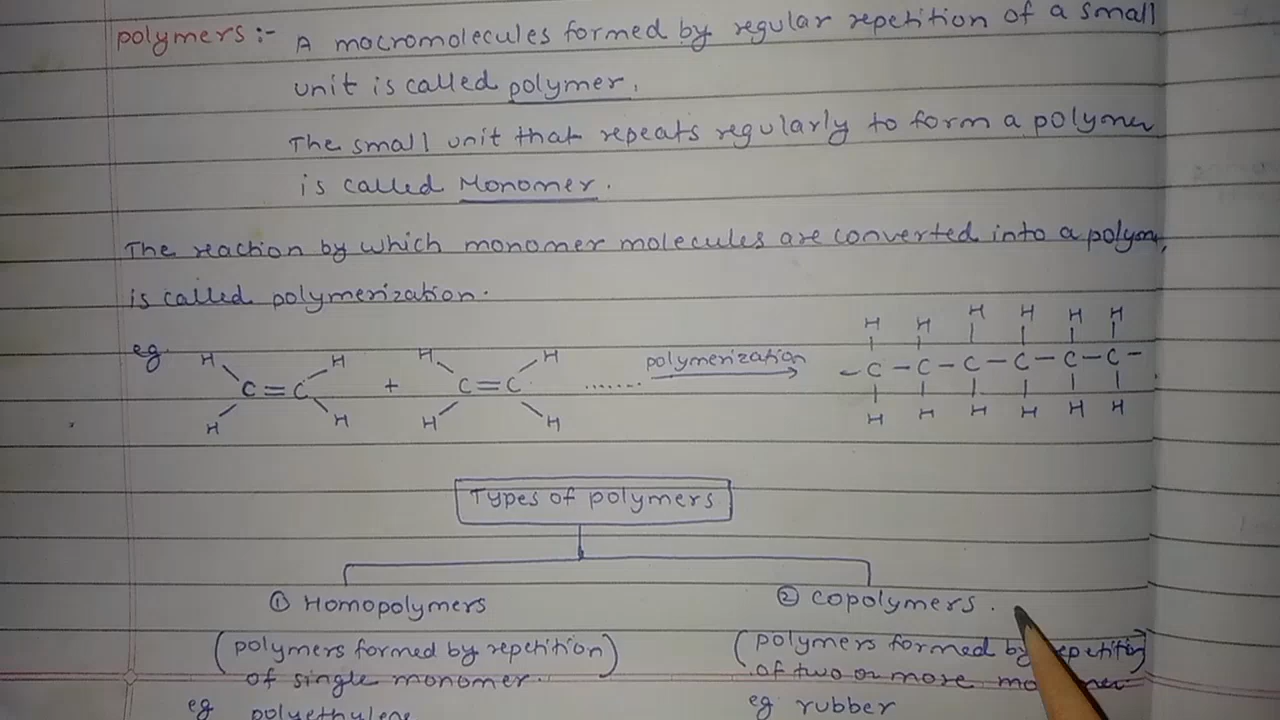 polymers :- A macromolecules formed by regular repetition of a small
unit is called polymer.
The small unit that repeats regularly to form a polymer
is called Monomer.
The reaction by which monomer molecules are converted into a
is called polymerization.
eg
H H H H H H H H H H
C = C + C = C ....... polymerization - C - C - C - C - C - C -
H H H H H H H H H H
Types of polymers
① Homopolymers ② copolymers.
(polymers formed by repetition) (polymers formed by
of single monomer. of two or more
eg polyethylene eg rubber